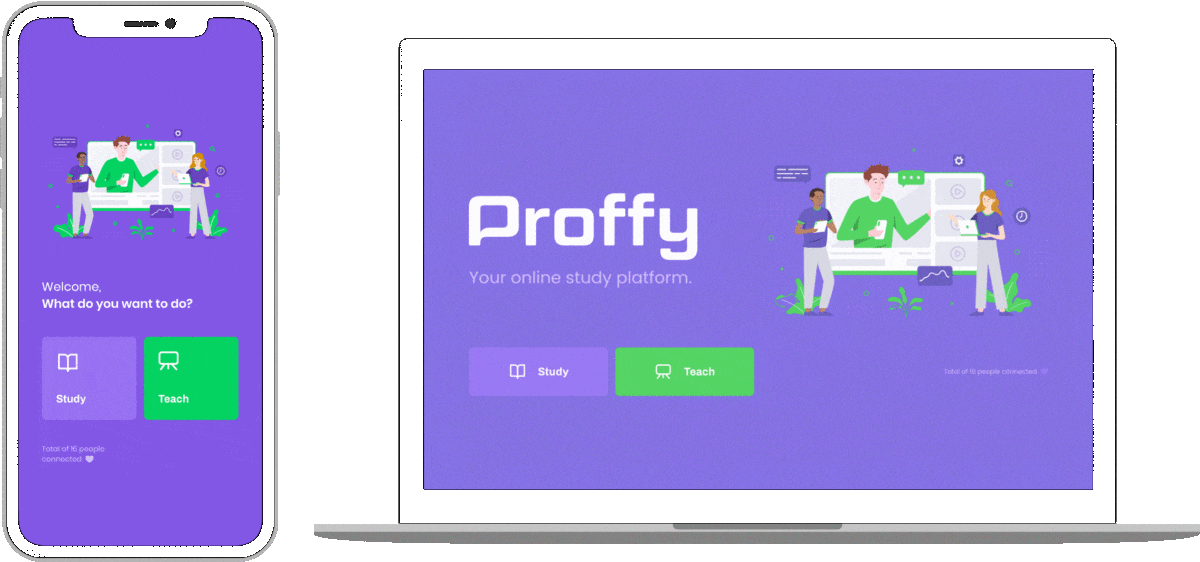 Welcome,
What do you want to do?
Study
Teach
Total of 16 people
connected
Proffy
Your online study platform.
Study
Teach
Total of 16 people connected